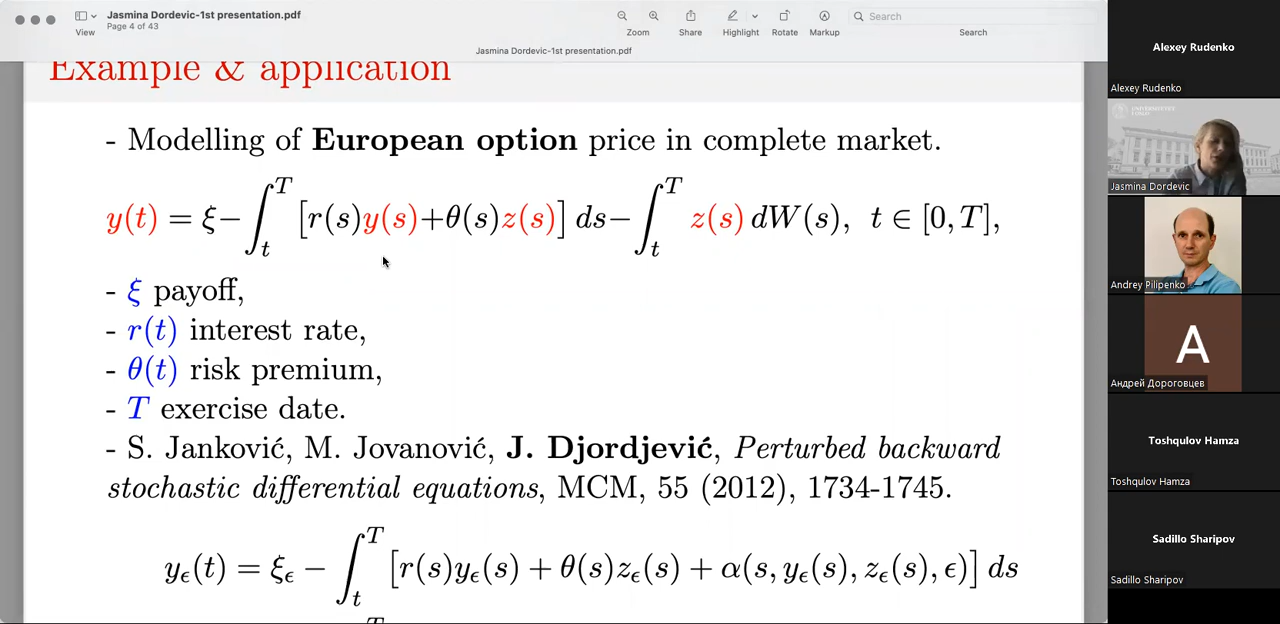 Jasmina Dordevic-1st presentation.pdf
Page 4 of 43
View
Zoom
Share
Highlight
Rotate
Markup
Search
Search
Jasmina Dordevic-1st presentation.pdf
Example & application
- Modelling of European option price in complete market.
y(t) = ξ− ∫_t^T [r(s)y(s)+θ(s)z(s)] ds− ∫_t^T z(s) dW(s), t ∈ [0, T],
- ξ payoff,
- r(t) interest rate,
- θ(t) risk premium,
- T exercise date.
- S. Janković, M. Jovanović, J. Djordjević, Perturbed backward
stochastic differential equations, MCM, 55 (2012), 1734-1745.
y_ϵ(t) = ξ_ϵ − ∫_t^T [r(s)y_ϵ(s) + θ(s)z_ϵ(s) + α(s, y_ϵ(s), z_ϵ(s), ϵ)] ds
Alexey Rudenko
Alexey Rudenko
Jasmina Dordevic
Andrey Pilipenko
A
Андрей Дороговцев
Toshqulov Hamza
Toshqulov Hamza
Sadillo Sharipov
Sadillo Sharipov